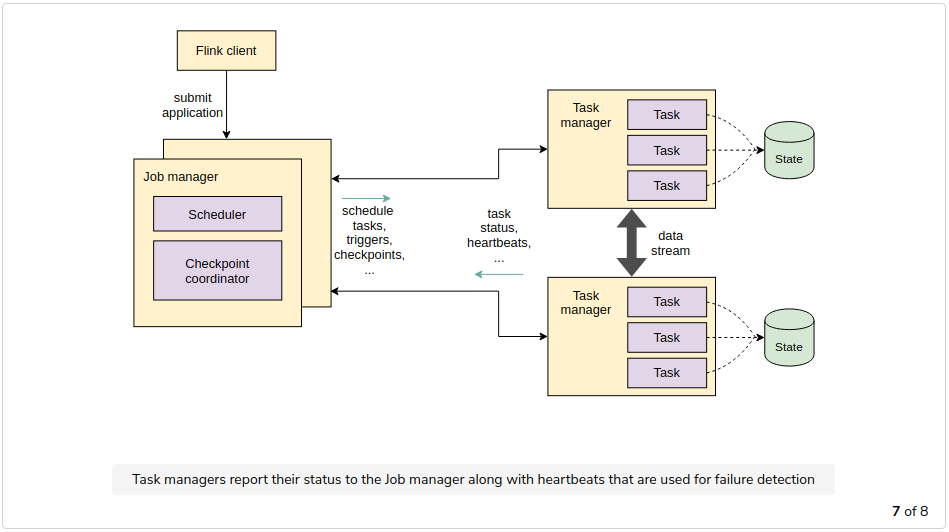 Flink client
submit
application
Job manager
Scheduler
Checkpoint
coordinator
schedule
tasks,
triggers,
checkpoints,
...
task
status,
heartbeats,
...
Task
manager
Task
Task
Task
State
data
stream
Task
manager
Task
Task
Task
State
Task managers report their status to the Job manager along with heartbeats that are used for failure detection
7 of 8